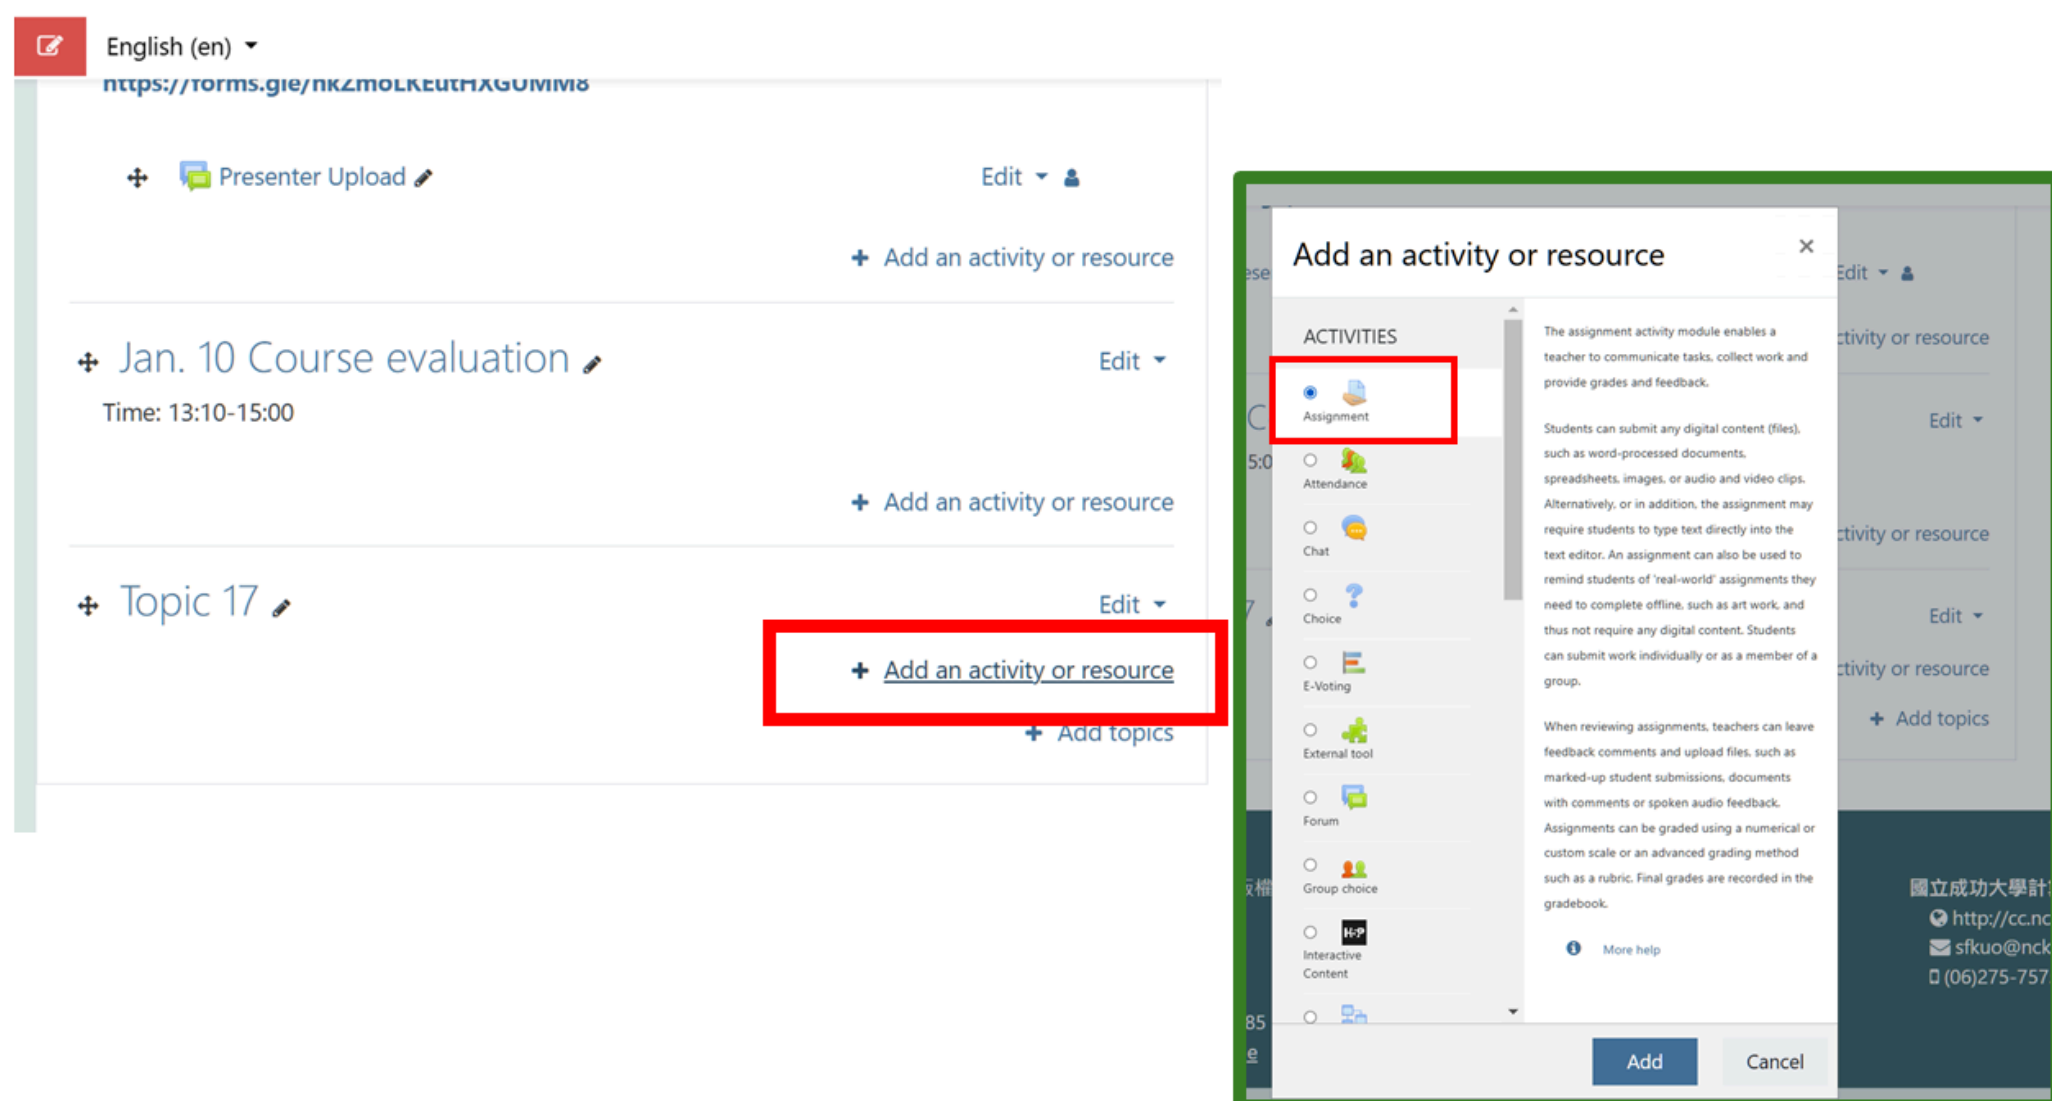 English (en)
https://forms.gle/nkZmoLKEutHXGUMM8
Presenter Upload
Edit
Add an activity or resource
Jan. 10 Course evaluation
Edit
Time: 13:10-15:00
Add an activity or resource
Topic 17
Edit
Add an activity or resource
Add topics
Add an activity or resource
×
ese
Edit
ctivity or resource
C
Edit
5:0
ctivity or resource
7
Edit
ctivity or resource
Add topics
ACTIVITIES
Assignment
Attendance
Chat
Choice
E-Voting
External tool
Forum
Group choice
H-P
Interactive
Content
The assignment activity module enables a
teacher to communicate tasks, collect work and
provide grades and feedback.
Students can submit any digital content (files),
such as word-processed documents,
spreadsheets, images, or audio and video clips.
Alternatively, or in addition, the assignment may
require students to type text directly into the
text editor. An assignment can also be used to
remind students of 'real-world' assignments they
need to complete offline, such as art work, and
thus not require any digital content. Students
can submit work individually or as a member of a
group.
When reviewing assignments, teachers can leave
feedback comments and upload files, such as
marked-up student submissions, documents
with comments or spoken audio feedback.
Assignments can be graded using a numerical or
custom scale or an advanced grading method
such as a rubric. Final grades are recorded in the
gradebook.
More help
Add
Cancel
權
85
e
國立成功大學計
http://cc.nc
sfkuo@nck
(06)275-757